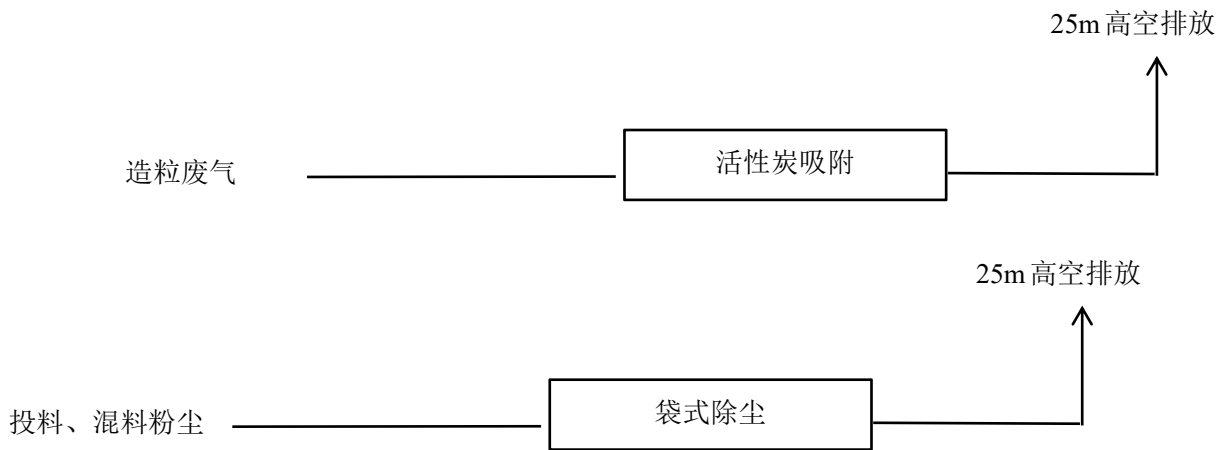 25m高空排放
造粒废气
活性炭吸附
25m高空排放
投料、混料粉尘
袋式除尘